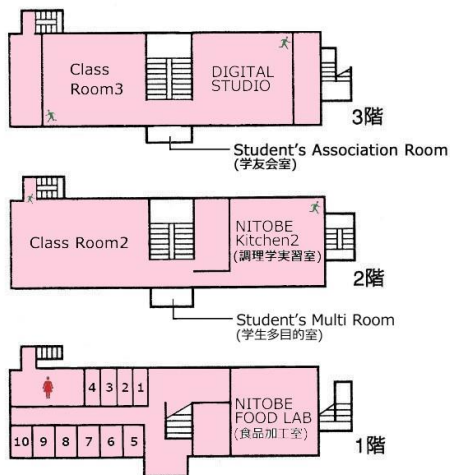 Class
Room3
DIGITAL
STUDIO
3階
Student's Association Room
(学友会室)
Class Room2
NITOBE
Kitchen2
(調理学実習室)
2階
Student's Multi Room
(学生多目的室)
4 3 2 1
NITOBE
FOOD LAB
(食品加工室)
1階
10 9 8 7 6 5